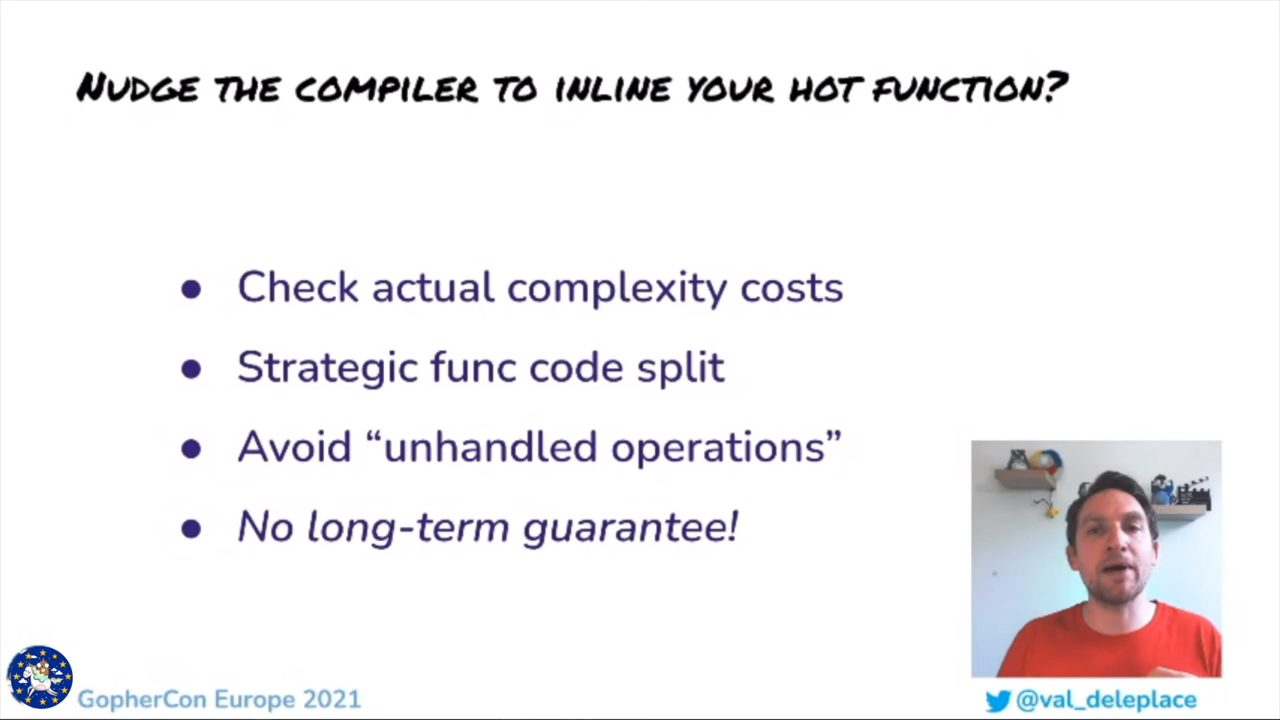 NUDGE THE COMPILER TO INLINE YOUR HOT FUNCTION?
● Check actual complexity costs
● Strategic func code split
● Avoid “unhandled operations”
● No long-term guarantee!
GopherCon Europe 2021
@val_deleplace